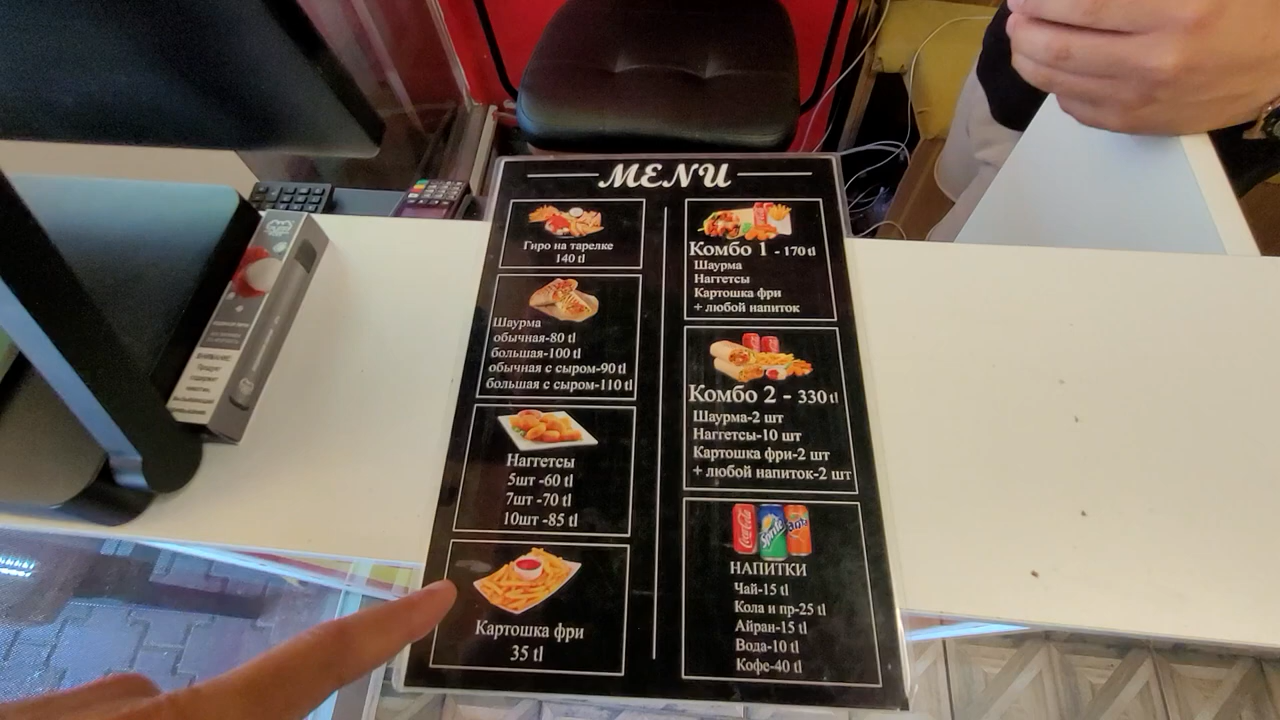 MENU
Гиро на тарелке
140 tl
Шаурма
обычная-80 tl
большая-100 tl
обычная с сыром-90 tl
большая с сыром-110 tl
Наггетсы
5шт -60 tl
7шт -70 tl
10шт -85 tl
Картошка фри
35 tl
Комбо 1 - 170 tl
Шаурма
Наггетсы
Картошка фри
+ любой напиток
Комбо 2 - 330 tl
Шаурма-2 шт
Наггетсы-10 шт
Картошка фри-2 шт
+ любой напиток-2 шт
Coca-Cola
Sprite
НАПИТКИ
Чай-15 tl
Кола и пр-25 tl
Айран-15 tl
Вода-10 tl
Кофе-40 tl
ВНИМАНИЕ